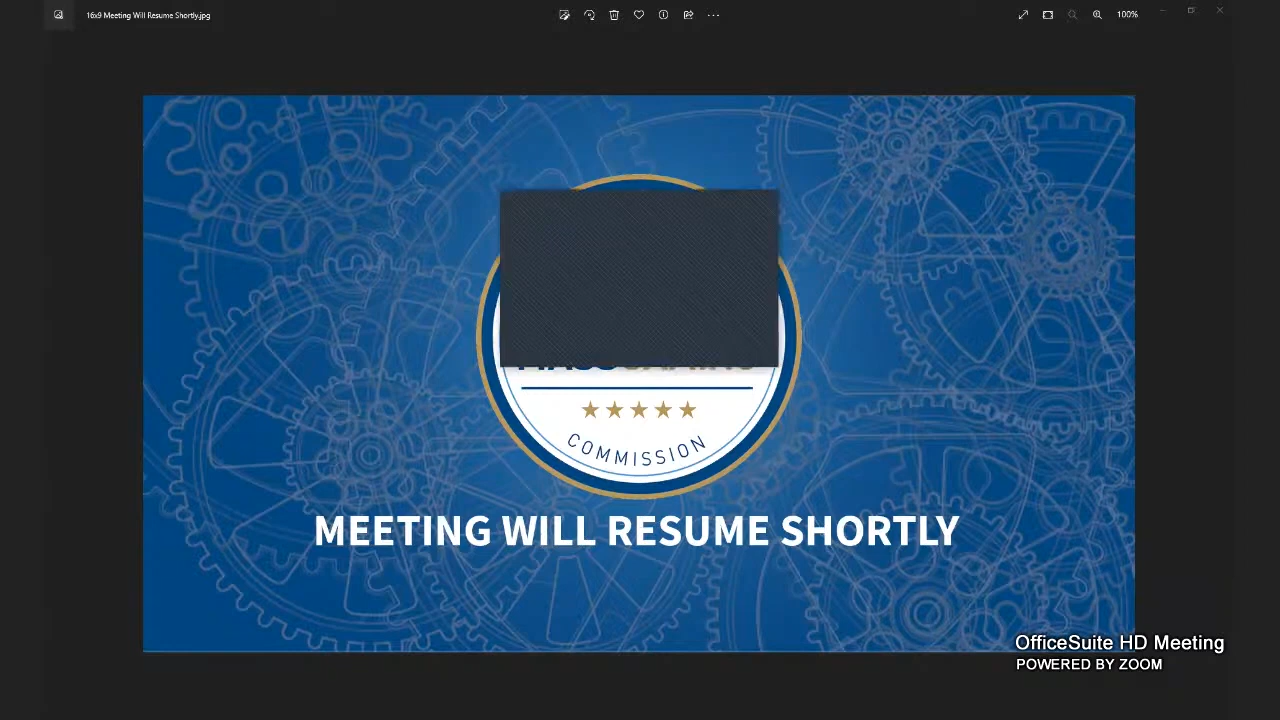 16x9 Meeting Will Resume Shortly.jpg
100%
COMMISSION
MEETING WILL RESUME SHORTLY
OfficeSuite HD Meeting
POWERED BY ZOOM